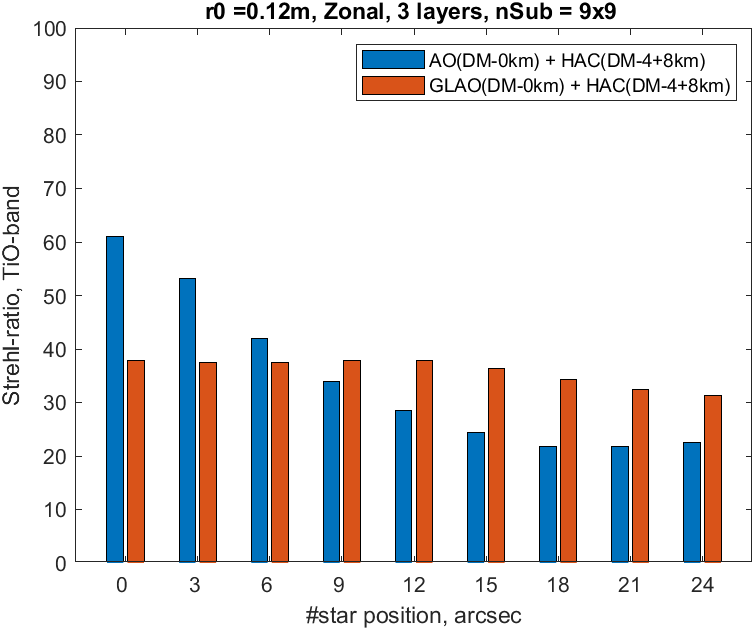 r0 =0.12m, Zonal, 3 layers, nSub = 9x9
AO(DM-0km) + HAC(DM-4+8km)
GLAO(DM-0km) + HAC(DM-4+8km)
Strehl-ratio, TiO-band
100
90
80
70
60
50
40
30
20
10
0
0 3 6 9 12 15 18 21 24
#star position, arcsec